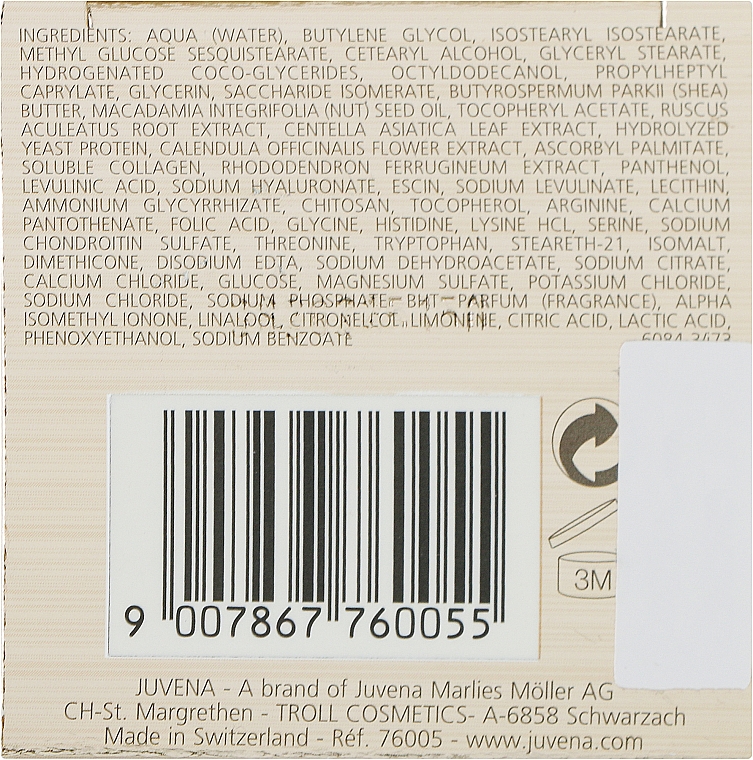 INGREDIENTS: AQUA (WATER), BUTYLENE GLYCOL, ISOSTEARYL ISOSTEARATE,
METHYL GLUCOSE SESQUISTEARATE, CETEARYL ALCOHOL, GLYCERYL STEARATE,
HYDROGENATED COCO-GLYCERIDES, OCTYLDODECANOL, PROPYLHEPTYL
CAPRYLATE, GLYCERIN, SACCHARIDE ISOMERATE, BUTYROSPERMUM PARKII (SHEA)
BUTTER, MACADAMIA INTEGRIFOLIA (NUT) SEED OIL, TOCOPHERYL ACETATE, RUSCUS
ACULEATUS ROOT EXTRACT, CENTELLA ASIATICA LEAF EXTRACT, HYDROLYZED
YEAST PROTEIN, CALENDULA OFFICINALIS FLOWER EXTRACT, ASCORBYL PALMITATE,
SOLUBLE COLLAGEN, RHODODENDRON FERRUGINEUM EXTRACT, PANTHENOL,
LEVULINIC ACID, SODIUM HYALURONATE, ESCIN, SODIUM LEVULINATE, LECITHIN,
AMMONIUM GLYCYRRHIZATE, CHITOSAN, TOCOPHEROL, ARGININE, CALCIUM
PANTOTHENATE, FOLIC ACID, GLYCINE, HISTIDINE, LYSINE HCL, SERINE, SODIUM
CHONDROITIN SULFATE, THREONINE, TRYPTOPHAN, STEARETH-21, ISOMALT,
DIMETHICONE, DISODIUM EDTA, SODIUM DEHYDROACETATE, SODIUM CITRATE,
CALCIUM CHLORIDE, GLUCOSE, MAGNESIUM SULFATE, POTASSIUM CHLORIDE,
SODIUM CHLORIDE, SODIUM PHOSPHATE, BHT, PARFUM (FRAGRANCE), ALPHA
ISOMETHYL IONONE, LINALOOL, CITRONELLOL, LIMONENE, CITRIC ACID, LACTIC ACID,
PHENOXYETHANOL, SODIUM BENZOATE 6084 3473
3M
9 007867 760055
JUVENA - A brand of Juvena Marlies Möller AG
CH-St. Margrethen - TROLL COSMETICS- A-6858 Schwarzach
Made in Switzerland - Réf. 76005 - www.juvena.com